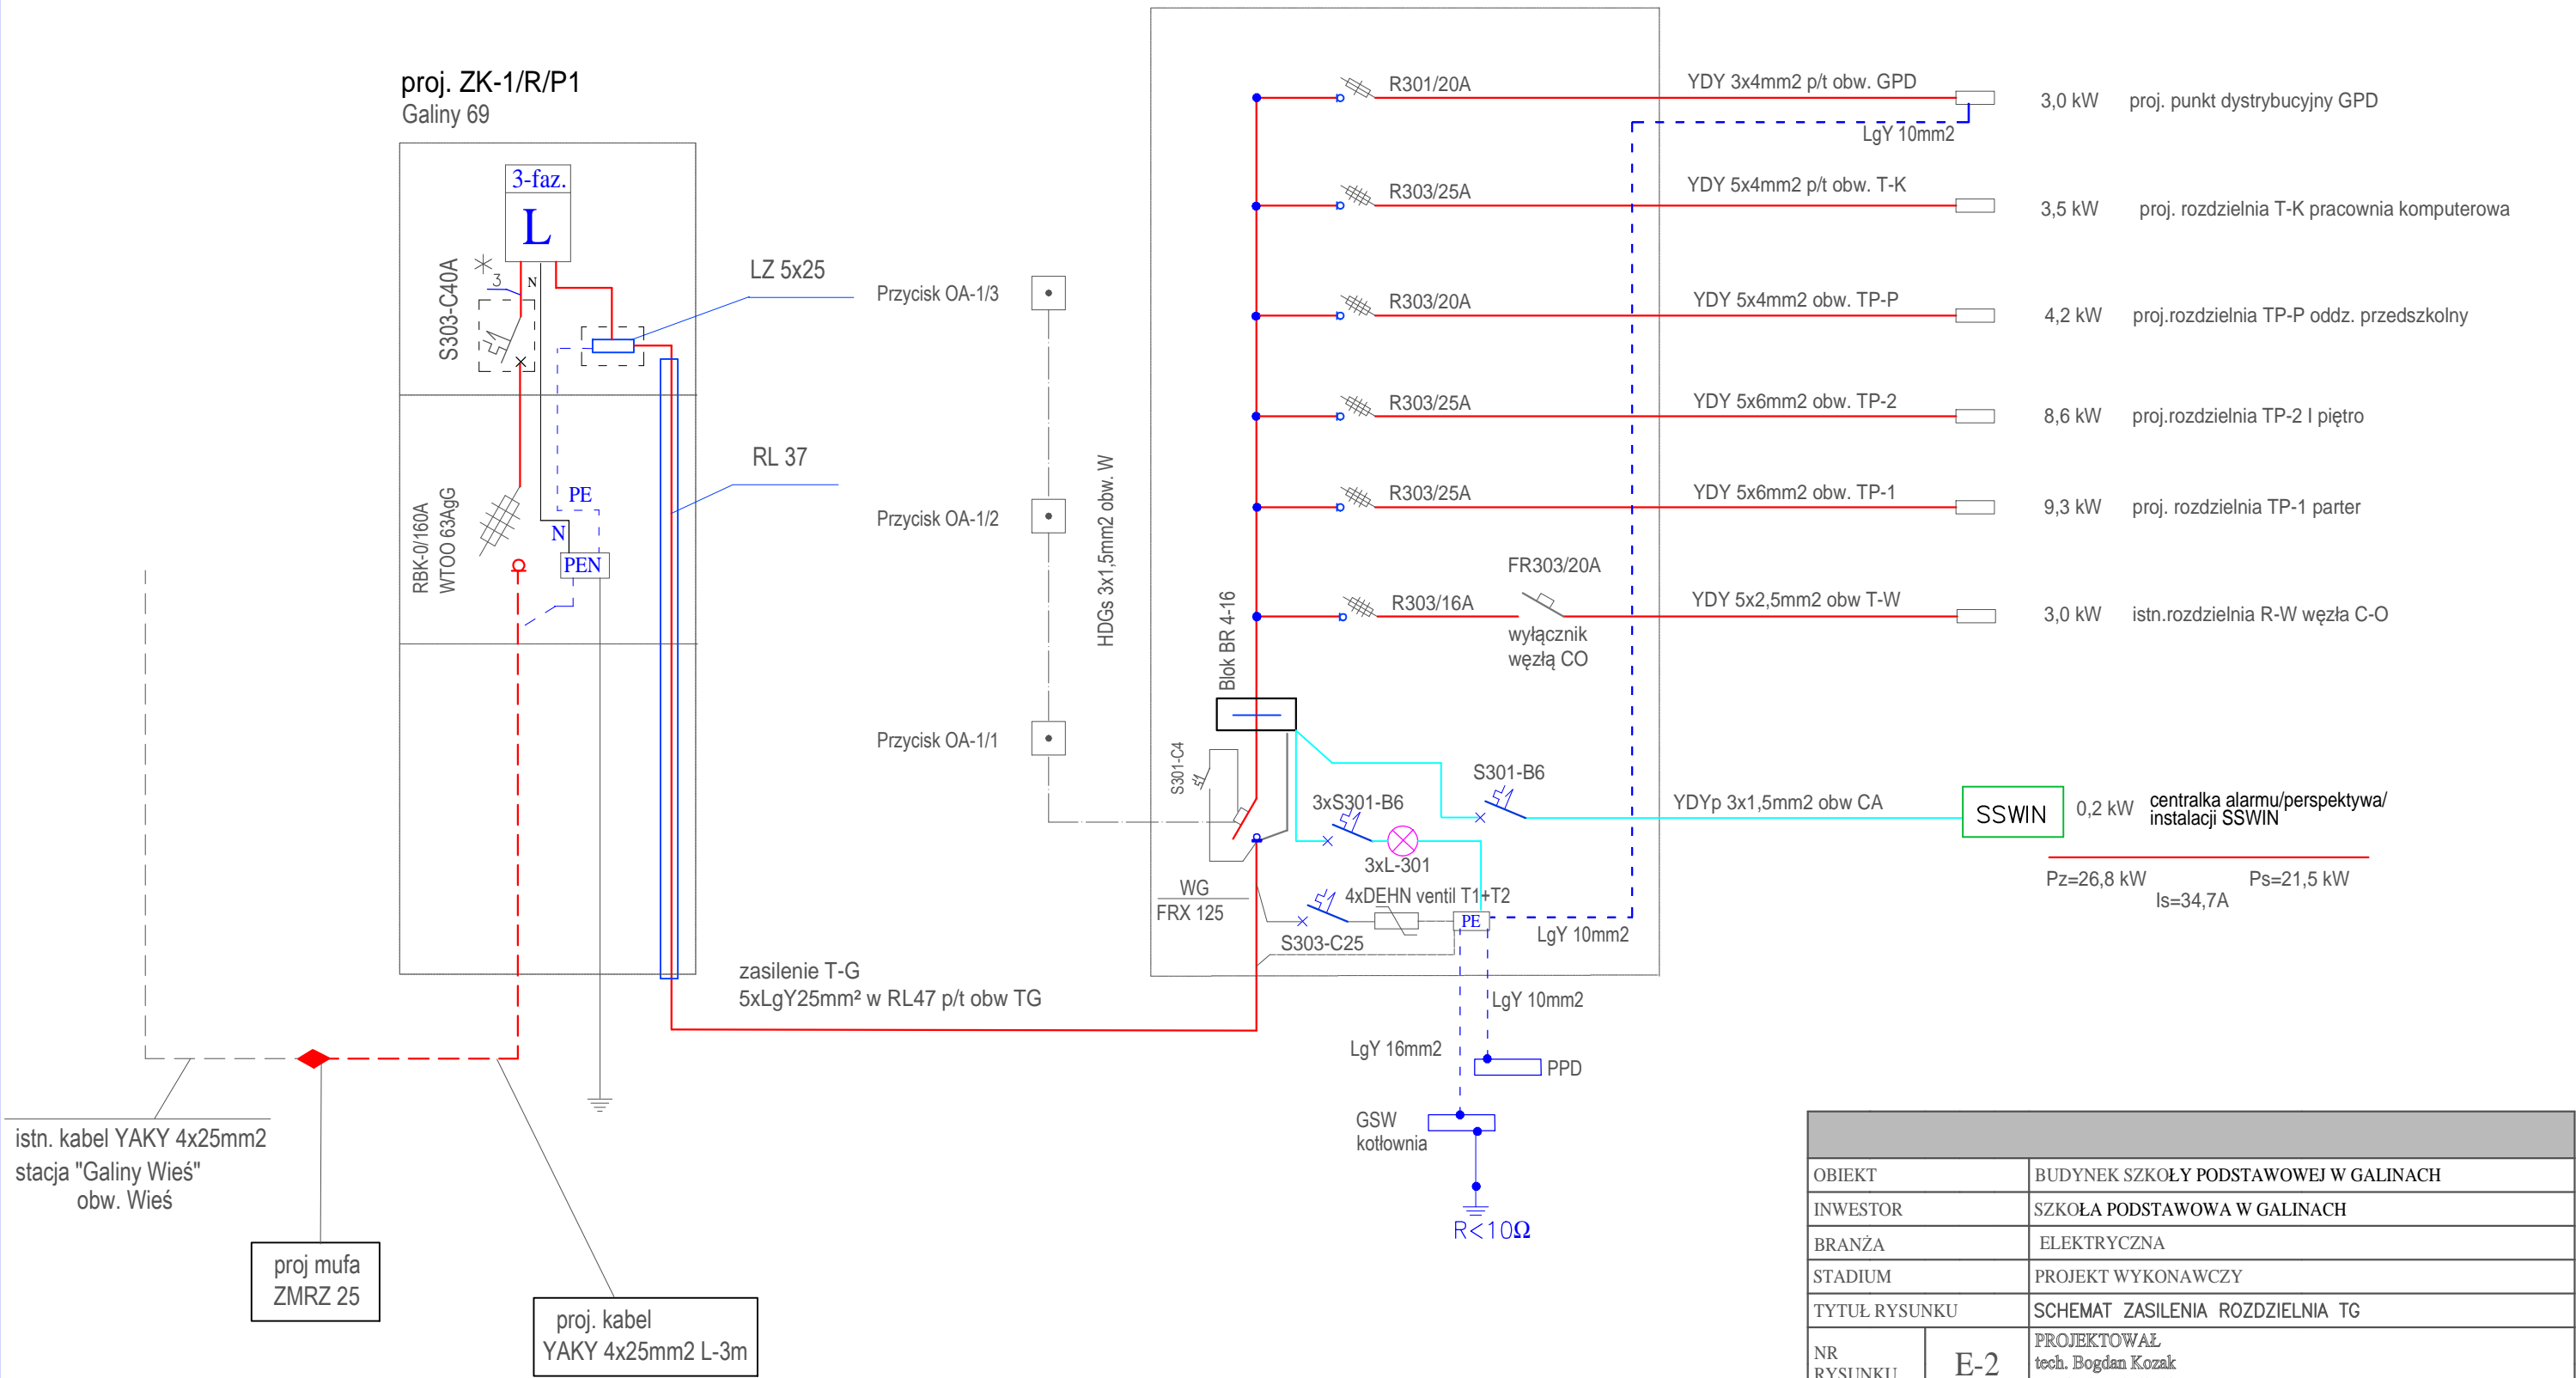 proj. ZK-1/R/P1
Galiny 69
3-faz.
L
S303-C40A
3
N
LZ 5x25
RL 37
RBK-0/160A
WTOO 63AgG
PE
N
PEN
Przycisk OA-1/3
Przycisk OA-1/2
Przycisk OA-1/1
HDGs 3x1,5mm2 obw. W
zasilenie T-G
5xLgY25mm² w RL47 p/t obw TG
istn. kabel YAKY 4x25mm2
stacja "Galiny Wieś"
obw. Wieś
proj mufa
ZMRZ 25
proj. kabel
YAKY 4x25mm2 L-3m
R301/20A
YDY 3x4mm2 p/t obw. GPD
3,0 kW
proj. punkt dystrybucyjny GPD
LgY 10mm2
R303/25A
YDY 5x4mm2 p/t obw. T-K
3,5 kW
proj. rozdzielnia T-K pracownia komputerowa
R303/20A
YDY 5x4mm2 obw. TP-P
4,2 kW
proj.rozdzielnia TP-P oddz. przedszkolny
R303/25A
YDY 5x6mm2 obw. TP-2
8,6 kW
proj.rozdzielnia TP-2 I piętro
R303/25A
YDY 5x6mm2 obw. TP-1
9,3 kW
proj. rozdzielnia TP-1 parter
R303/16A
FR303/20A
wyłącznik
węzłą CO
YDY 5x2,5mm2 obw T-W
3,0 kW
istn.rozdzielnia R-W węzła C-O
Blok BR 4-16
S301-C4
3xS301-B6
S301-B6
YDYp 3x1,5mm2 obw CA
SSWIN
0,2 kW
centralka alarmu/perspektywa/
instalacji SSWIN
3xL-301
WG
FRX 125
4xDEHN ventil T1+T2
PE
S303-C25
LgY 10mm2
Pz=26,8 kW
Ps=21,5 kW
Is=34,7A
LgY 10mm2
LgY 16mm2
PPD
GSW
kotłownia
R<10Ω
OBIEKT
BUDYNEK SZKOŁY PODSTAWOWEJ W GALINACH
INWESTOR
SZKOŁA PODSTAWOWA W GALINACH
BRANŻA
ELEKTRYCZNA
STADIUM
PROJEKT WYKONAWCZY
TYTUŁ RYSUNKU
SCHEMAT ZASILENIA ROZDZIELNIA TG
NR
RYSUNKU
E-2
PROJEKTOWAŁ
tech. Bogdan Kozak